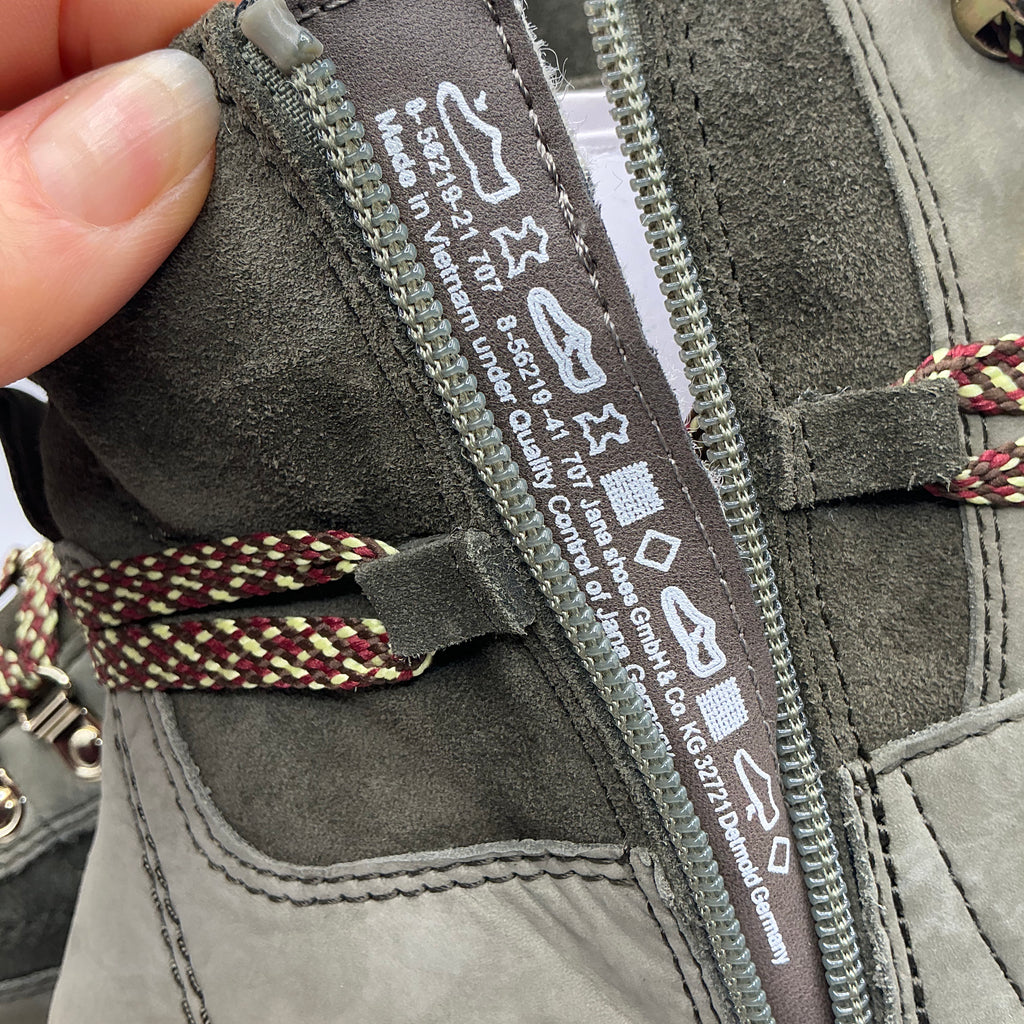 8-56219-21 707 8-56219-41 707 Jana shoes GmbH & Co. KG 32721 Detmold Germany
Made in Vietnam under Quality Control of Jana Germany